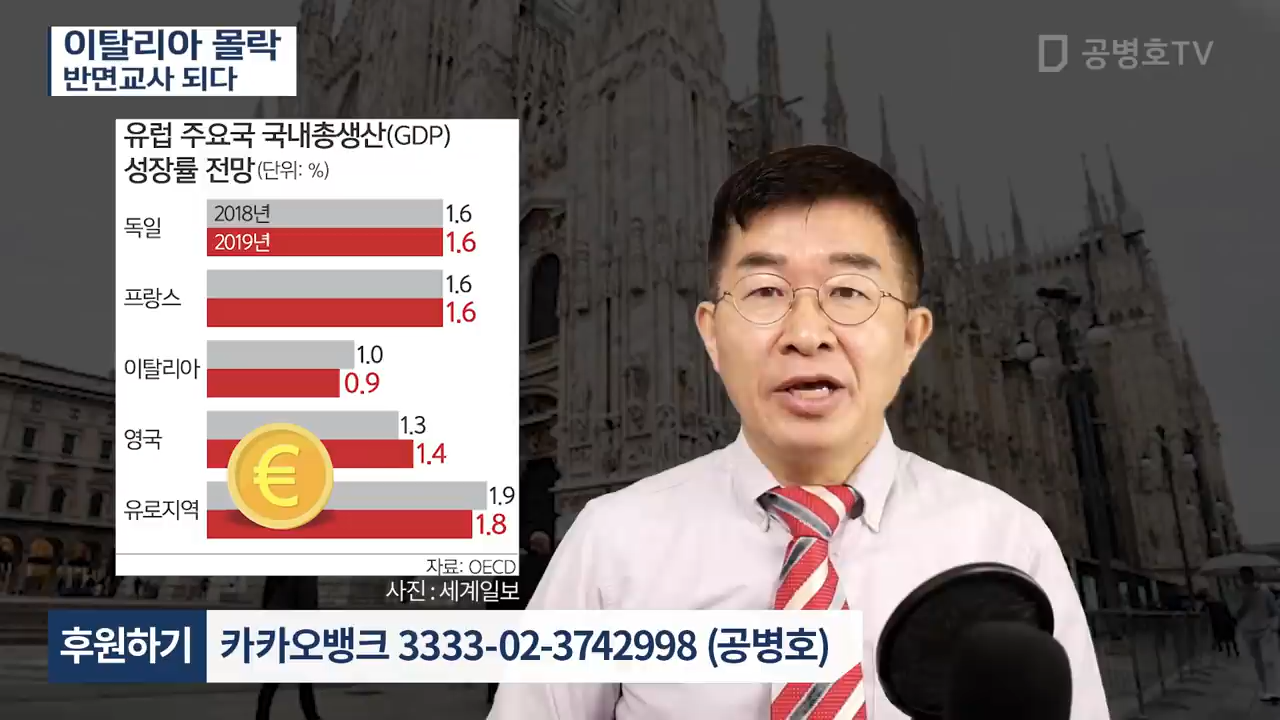 이탈리아 몰락
반면교사 되다
공병호TV
유럽 주요국 국내총생산(GDP)
성장률 전망(단위: %)
독일
2018년
1.6
2019년
1.6
프랑스
1.6
1.6
이탈리아
1.0
0.9
영국
1.3
1.4
€
유로지역
1.9
1.8
자료: OECD
사진 : 세계일보
후원하기
카카오뱅크 3333-02-3742998 (공병호)